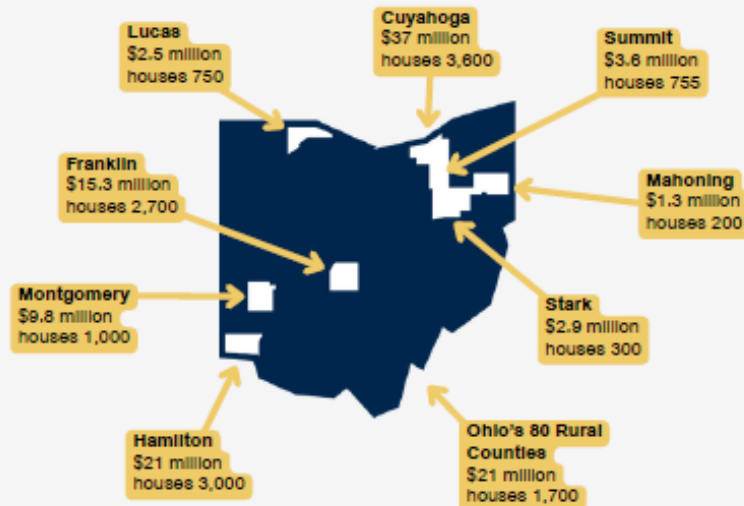 Lucas
$2.5 million
houses 750
Cuyahoga
$37 million
houses 3,600
Summit
$3.6 million
houses 755
Franklin
$15.3 million
houses 2,700
Mahoning
$1.3 million
houses 200
Montgomery
$9.8 million
houses 1,000
Stark
$2.9 million
houses 300
Hamilton
$21 million
houses 3,000
Ohio's 80 Rural
Counties
$21 million
houses 1,700